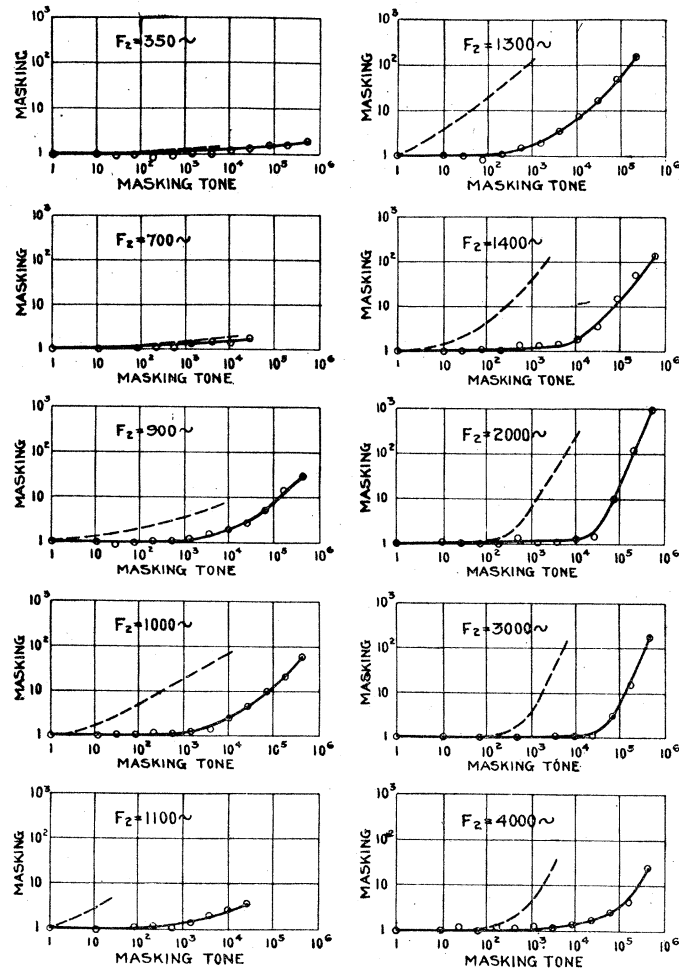 10³
10²
10
1
MASKING
F₂=350~
1 10 10² 10³ 10⁴ 10⁵ 10⁶
MASKING TONE
10³
10²
10
1
MASKING
F₂=1300~
1 10 10² 10³ 10⁴ 10⁵ 10⁶
MASKING TONE
10³
10²
10
1
MASKING
F₂=700~
1 10 10² 10³ 10⁴ 10⁵ 10⁶
MASKING TONE.
10³
10²
10
1
MASKING
F₂=1400~
1 10 10² 10³ 10⁴ 10⁵ 10⁶
MASKING TONE
10³
10²
10
1
MASKING
F₂=900~
1 10 10² 10³ 10⁴ 10⁵ 10⁶
MASKING TONE
10³
10²
10
1
MASKING
F₂=2000~
1 10 10² 10³ 10⁴ 10⁵ 10⁶
MASKING TONE
10³
10²
10
1
MASKING
F₂=1000~
1 10 10² 10³ 10⁴ 10⁵ 10⁶
MASKING TONE
10³
10²
10
1
MASKING
F₂=3000~
1 10 10² 10³ 10⁴ 10⁵ 10⁶
MASKING TONE
10³
10²
10
1
MASKING
F₂=1100~
1 10 10² 10³ 10⁴ 10⁵ 10⁶
MASKING TONE
10³
10²
10
1
MASKING
F₂=4000~
1 10 10² 10³ 10⁴ 10⁵ 10⁶
MASKING TONE